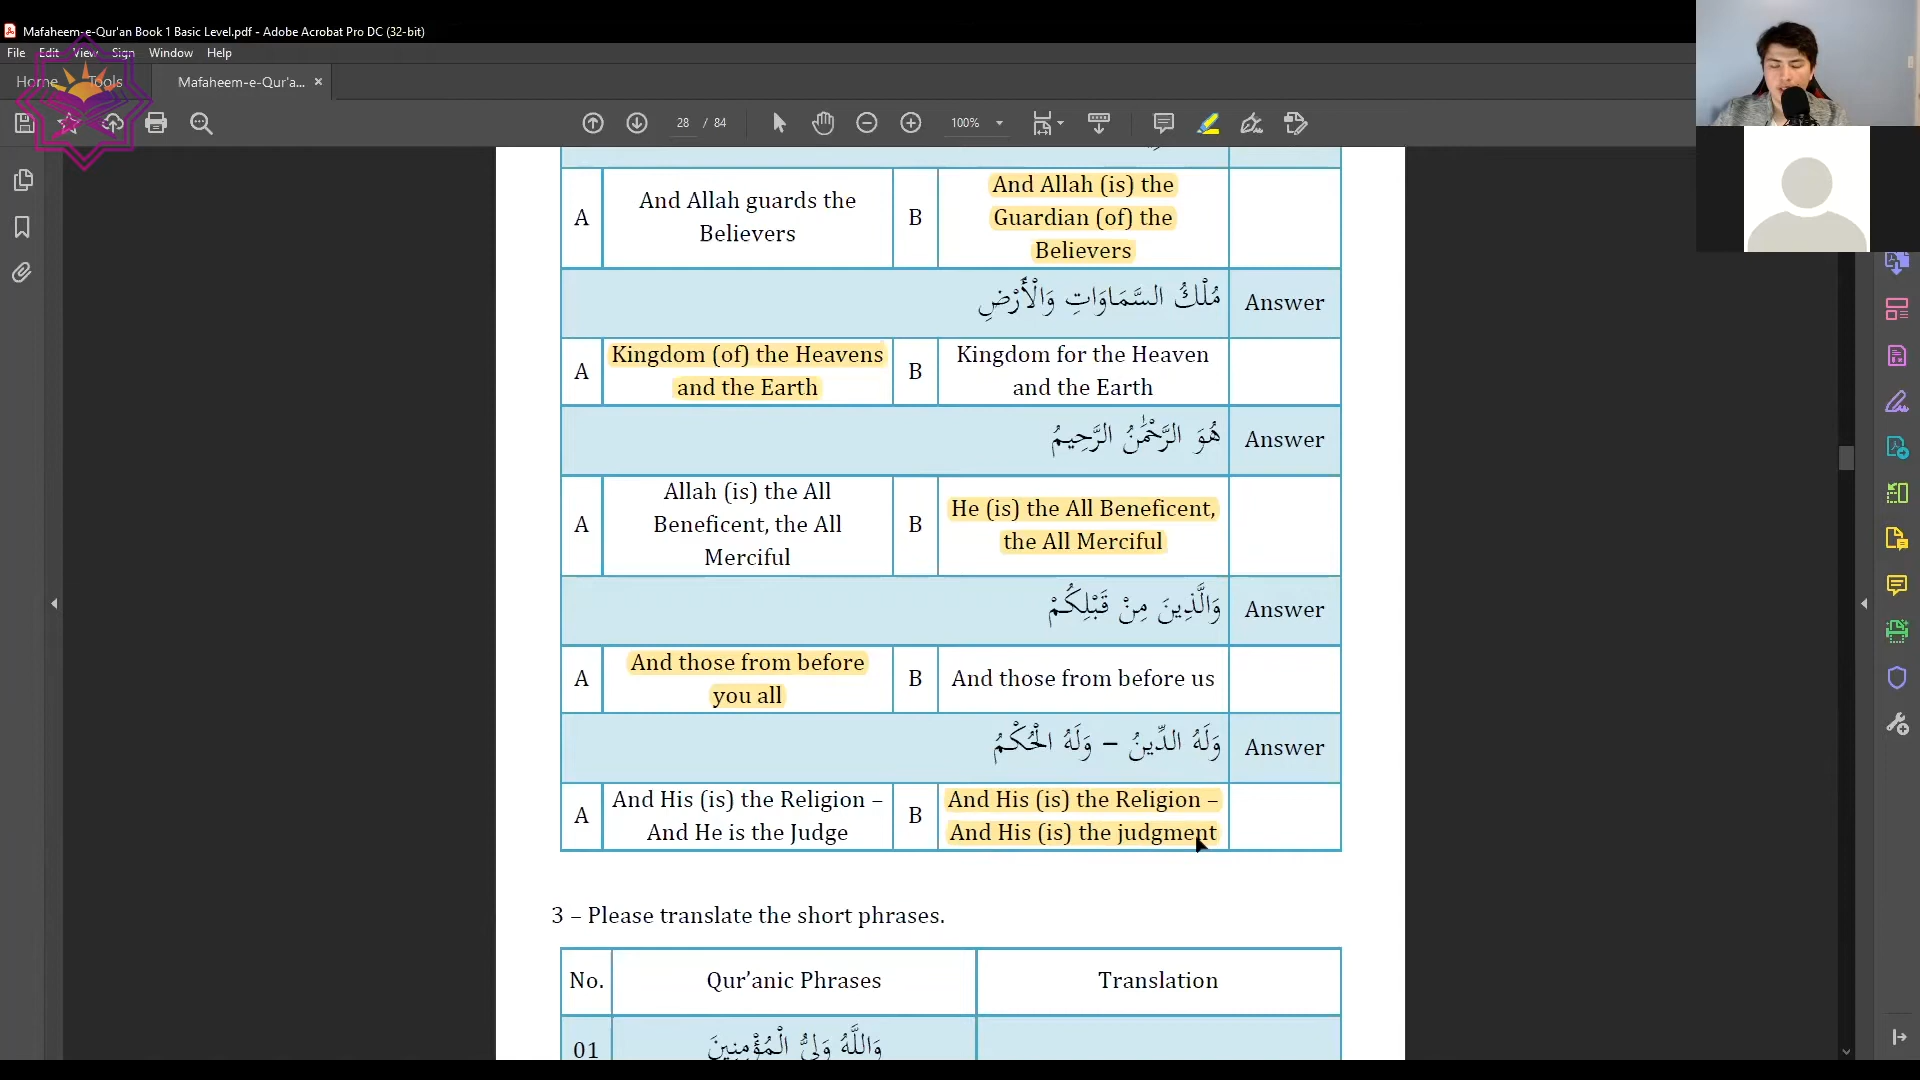 Mafaheem-e-Qur'an Book 1 Basic Level.pdf - Adobe Acrobat Pro DC (32-bit)
File Edit View Sign Window Help
Home Tools Mafaheem-e-Qur'a... ×
28 / 84 100%
A And Allah guards the Believers B And Allah (is) the Guardian (of) the Believers
مُلْكُ السَّمَاوَاتِ وَالْأَرْضِ Answer
A Kingdom (of) the Heavens and the Earth B Kingdom for the Heaven and the Earth
هُوَ الرَّحْمَٰنُ الرَّحِيمُ Answer
A Allah (is) the All Beneficent, the All Merciful B He (is) the All Beneficent, the All Merciful
وَالَّذِينَ مِنْ قَبْلِكُمْ Answer
A And those from before you all B And those from before us
وَلَهُ الدِّينُ – وَلَهُ الْحُكْمُ Answer
A And His (is) the Religion – And He is the Judge B And His (is) the Religion – And His (is) the judgment
3 – Please translate the short phrases.
No. Qur’anic Phrases Translation
01 وَاللَّهُ وَلِيُّ الْمُؤْمِنِينَ